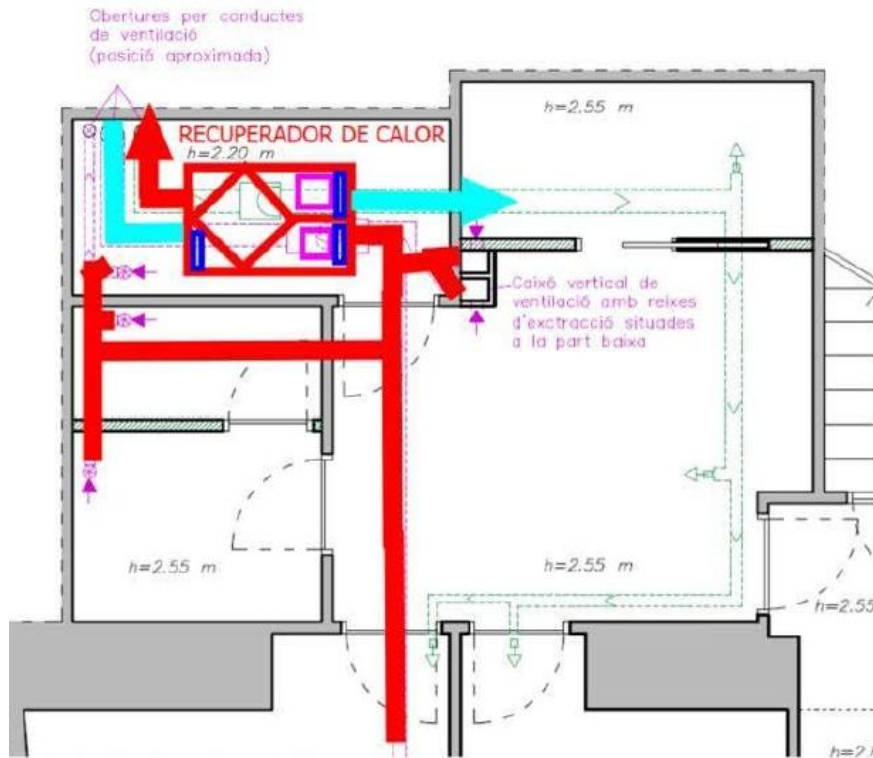 Obertures per conductes
de ventilació
(posició aproximada)
RECUPERADOR DE CALOR
h=2.20 m
h=2.55 m
Caixó vertical de
ventilació amb reixes
d'exctracció situades
a la part baixa
h=2.55 m
h=2.55 m
h=2.55